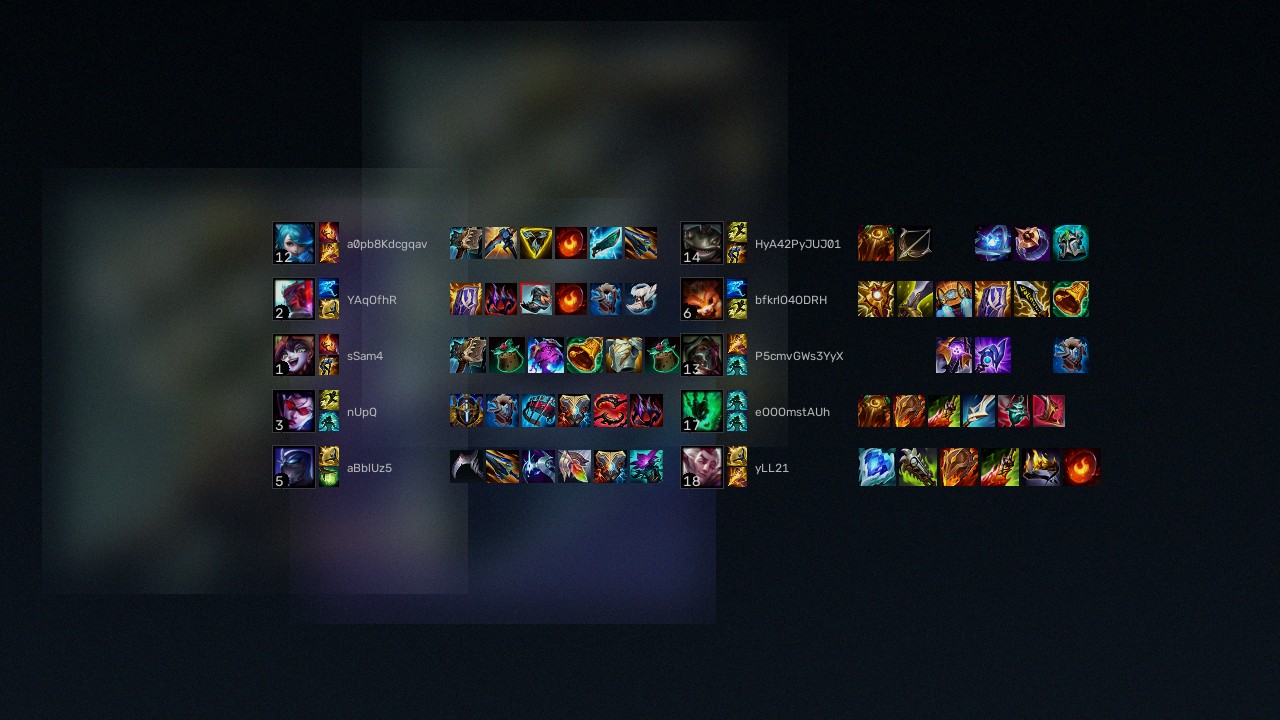 12 a0pb8Kdcgqav 14 HyA42PyJUJ01
2 YAqOfhR 6 bfkrlO4ODRH
1 sSam4 13 P5cmvGWs3YyX
3 nUpQ 17 eOOOmstAUh
5 aBblUz5 18 yLL21